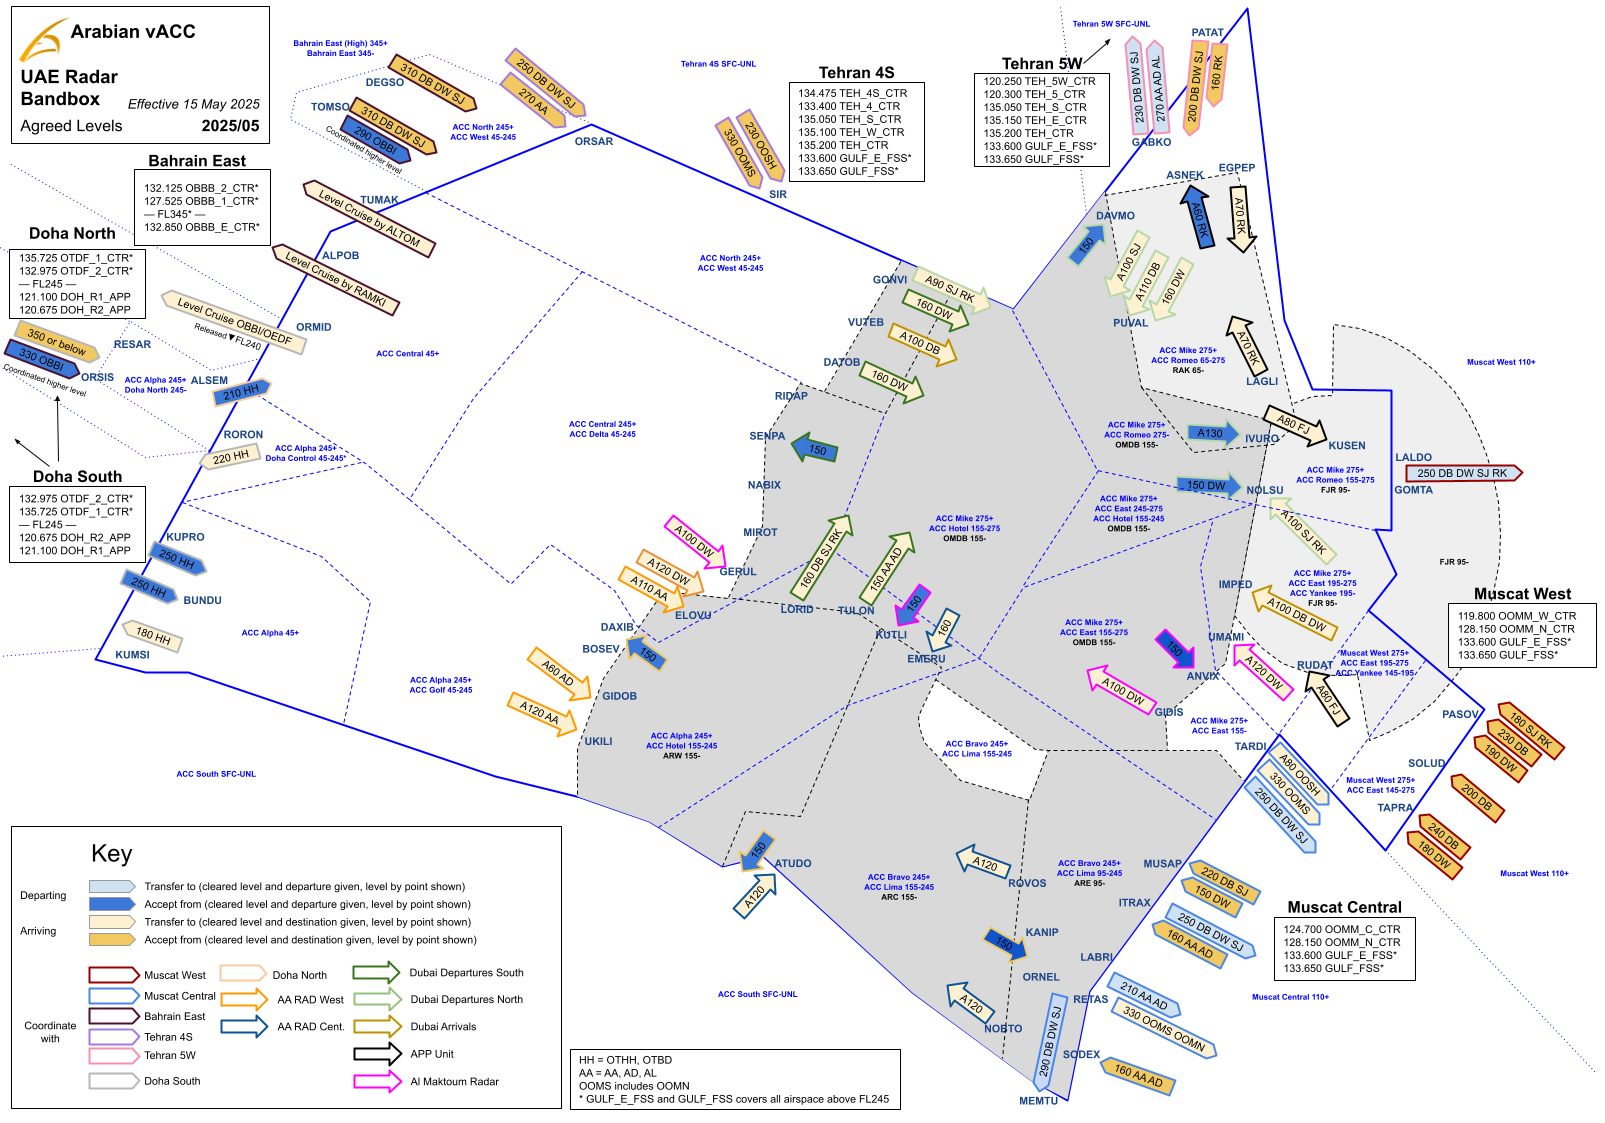 Arabian vACC
UAE Radar
Bandbox
Effective 15 May 2025
Agreed Levels
2025/05
Bahrain East (High) 345+
Bahrain East 345-
DEGSO
310 DB DW SJ
TOMSO
310 DB DW SJ
290 OBBI
Coordinated higher level
250 DB DW SJ
270 AA
ACC North 245+
ACC West 45-245
ORSAR
Tehran 4S SFC-UNL
230 OOSH
330 OOMS
SIR
Tehran 4S
134.475 TEH_4S_CTR
133.400 TEH_4_CTR
135.050 TEH_S_CTR
135.100 TEH_W_CTR
135.200 TEH_CTR
133.600 GULF_E_FSS*
133.650 GULF_FSS*
Tehran 5W SFC-UNL
Tehran 5W
120.250 TEH_5W_CTR
120.300 TEH_5_CTR
135.050 TEH_S_CTR
135.150 TEH_E_CTR
135.200 TEH_CTR
133.600 GULF_E_FSS*
133.650 GULF_FSS*
PATAT
230 DB DW SJ
270 AA AD AL
200 DB DW SJ
160 RK
GABKO
Bahrain East
132.125 OBBB_2_CTR*
127.525 OBBB_1_CTR*
— FL345* —
132.850 OBBB_E_CTR*
TUMAK
Level Cruise by ALTOM
ALPOB
Level Cruise by RAMKI
Doha North
135.725 OTDF_1_CTR*
132.975 OTDF_2_CTR*
— FL245 —
121.100 DOH_R1_APP
120.675 DOH_R2_APP
Level Cruise OBBI/OEDF
Released ▼FL240
ORMID
350 or below
330 OBBI
Coordinated higher level
RESAR
ORSIS
ACC Alpha 245+
Doha North 245-
ALSEM
210 HH
RORON
220 HH
ACC Alpha 245+
Doha Control 45-245*
Doha South
132.975 OTDF_2_CTR*
135.725 OTDF_1_CTR*
— FL245 —
120.675 DOH_R2_APP
121.100 DOH_R1_APP
KUPRO
250 HH
250 HH
BUNDU
180 HH
KUMSI
ACC Alpha 45+
ACC Central 45+
ACC North 245+
ACC West 45-245
ACC Central 245+
ACC Delta 45-245
ACC Alpha 245+
ACC Golf 45-245
ACC South SFC-UNL
GONVI
A90 SJ RK
160 DW
VUTEB
A100 DB
DATOB
160 DW
RIDAP
SENPA
150
NABIX
MIROT
A100 DW
GERUL
A120 DW
A110 AA
ELOVU
DAXIB
BOSEV
150
A60 AD
GIDOB
A120 AA
UKILI
LORID
160 DB SJ RK
TULON
150 AA AD
150
KUTLI
160
EMERU
ACC Mike 275+
ACC Hotel 155-275
OMDB 155-
ACC Alpha 245+
ACC Hotel 155-245
ARW 155-
ASNEK
EGPEP
A60 RK
A70 RK
DAVMO
150
A100 SJ
A110 DB
160 DW
PUVAL
ACC Mike 275+
ACC Romeo 65-275
RAK 65-
A70 RK
LAGLI
A80 FJ
KUSEN
ACC Mike 275+
ACC Romeo 275-
OMDB 155-
A130
IVURO
150 DW
NOLSU
ACC Mike 275+
ACC Romeo 155-275
FJR 95-
Muscat West 110+
LALDO
250 DB DW SJ RK
GOMTA
ACC Mike 275+
ACC East 245-275
ACC Hotel 155-245
OMDB 155-
A100 SJ RK
FJR 95-
IMPED
ACC Mike 275+
ACC East 195-275
ACC Yankee 195-
FJR 95-
A100 DB DW
ACC Mike 275+
ACC East 155-275
OMDB 155-
150
UMAMI
ANVIX
A120 DW
RUDAT
A80 FJ
A100 DW
GIDIS
Muscat West 275+
ACC East 195-275
ACC Yankee 145-195
ACC Mike 275+
ACC East 155-
Muscat West
119.800 OOMM_W_CTR
128.150 OOMM_N_CTR
133.600 GULF_E_FSS*
133.650 GULF_FSS*
PASOV
180 SJ RK
230 DB
190 DW
SOLUD
200 DB
TAPRA
240 DB
180 DW
Muscat West 275+
ACC East 145-275
Muscat West 110+
TARDI
A80 OOSH
330 OOMS
250 DB DW SJ
ACC Bravo 245+
ACC Lima 155-245
ATUDO
150
A120
ACC Bravo 245+
ACC Lima 155-245
ARC 155-
A120
ROVOS
ACC Bravo 245+
ACC Lima 95-245
ARE 95-
MUSAP
220 DB SJ
150 DW
ITRAX
250 DB DW SJ
160 AA AD
LABRI
KANIP
150
ORNEL
A120
NOBTO
RETAS
210 AA AD
330 OOMS OOMN
SODEX
160 AA AD
290 DB DW SJ
MEMTU
Muscat Central
124.700 OOMM_C_CTR
128.150 OOMM_N_CTR
133.600 GULF_E_FSS*
133.650 GULF_FSS*
Muscat Central 110+
ACC South SFC-UNL
Key
Departing
Transfer to (cleared level and departure given, level by point shown)
Accept from (cleared level and departure given, level by point shown)
Arriving
Transfer to (cleared level and destination given, level by point shown)
Accept from (cleared level and destination given, level by point shown)
Coordinate
with
Muscat West
Muscat Central
Bahrain East
Tehran 4S
Tehran 5W
Doha South
Doha North
AA RAD West
AA RAD Cent.
Dubai Departures South
Dubai Departures North
Dubai Arrivals
APP Unit
Al Maktoum Radar
HH = OTHH, OTBD
AA = AA, AD, AL
OOMS includes OOMN
* GULF_E_FSS and GULF_FSS covers all airspace above FL245